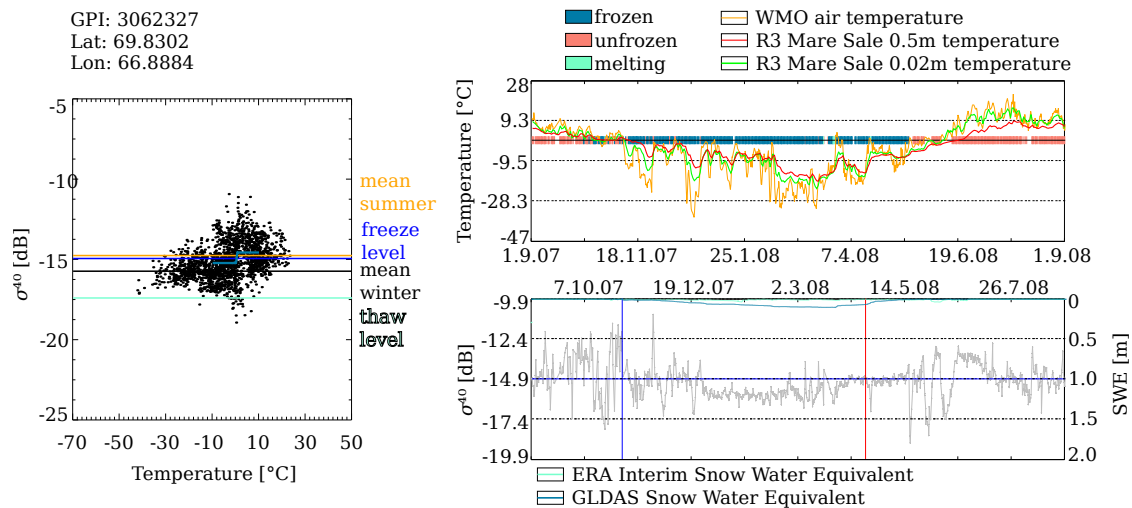 GPI: 3062327
Lat: 69.8302
Lon: 66.8884
-5
-10
-15
-20
-25
σ⁴⁰ [dB]
-70 -50 -30 -10 10 30 50
Temperature [°C]
mean
summer
freeze
level
mean
winter
thaw
level
frozen
unfrozen
melting
WMO air temperature
R3 Mare Sale 0.5m temperature
R3 Mare Sale 0.02m temperature
28
9.3
-9.5
-28.3
-47
Temperature [°C]
1.9.07 18.11.07 25.1.08 7.4.08 19.6.08 1.9.08
7.10.07 19.12.07 2.3.08 14.5.08 26.7.08
-9.9
-12.4
-14.9
-17.4
-19.9
σ⁴⁰ [dB]
0
0.5
1.0
1.5
2.0
SWE [m]
ERA Interim Snow Water Equivalent
GLDAS Snow Water Equivalent